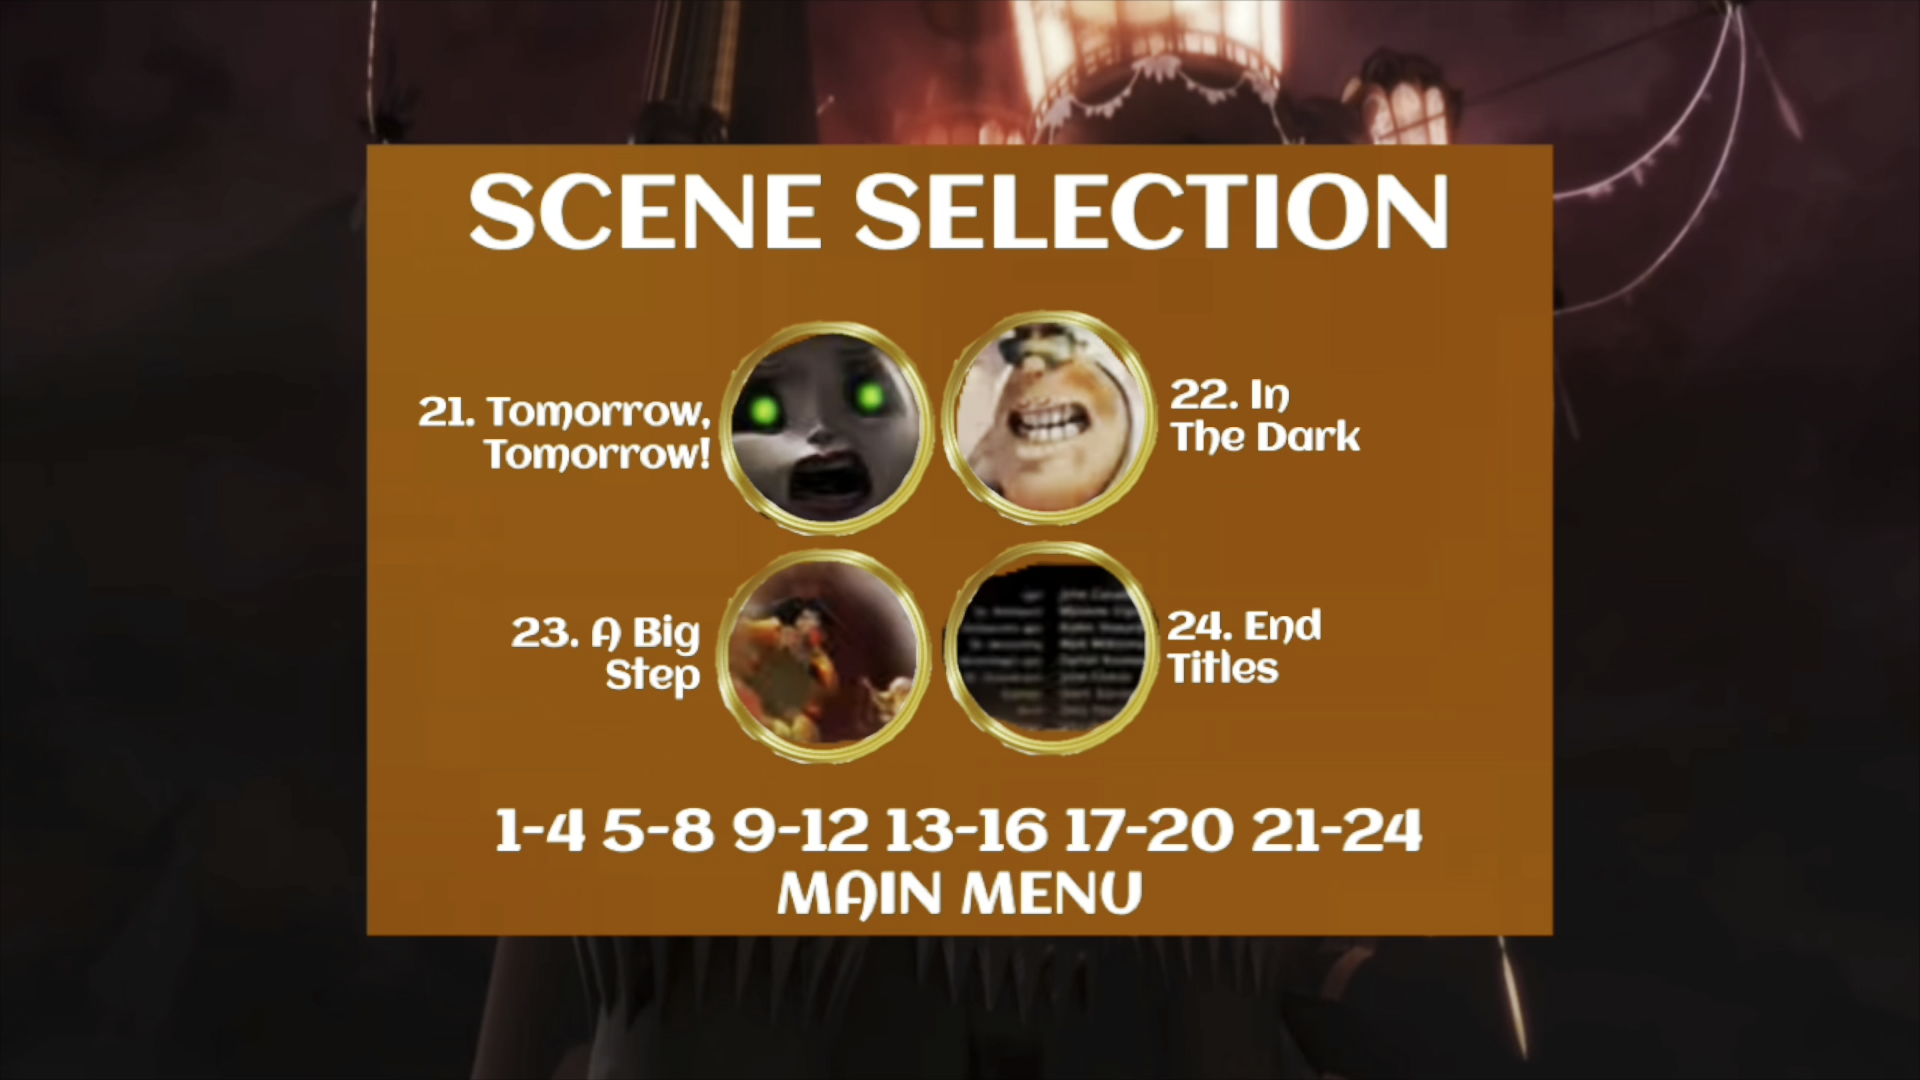 SCENE SELECTION
21. Tomorrow,
Tomorrow!
22. In
The Dark
23. A Big
Step
24. End
Titles
1-4 5-8 9-12 13-16 17-20 21-24
MAIN MENU